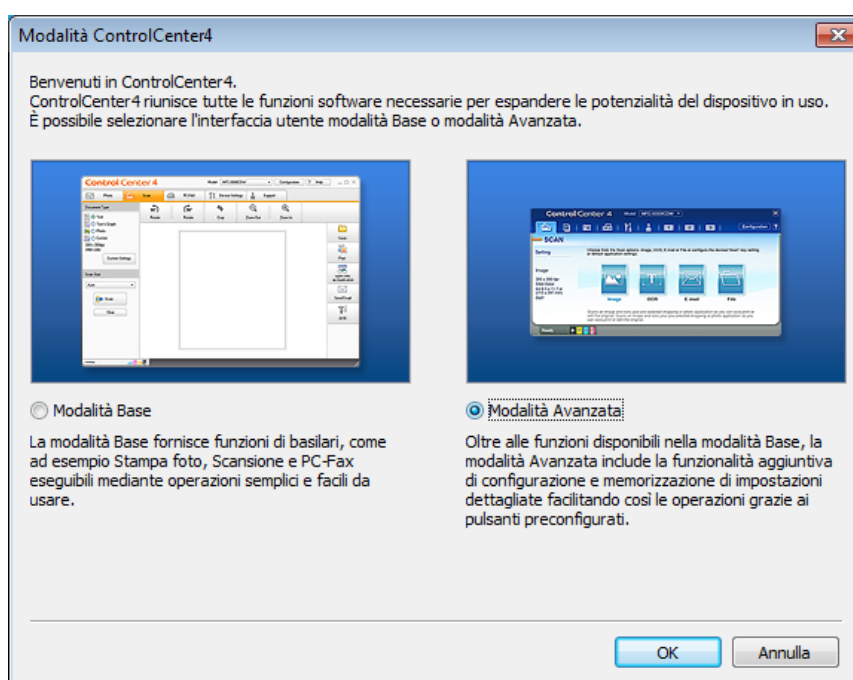 Modalità ControlCenter4
Benvenuti in ControlCenter4.
ControlCenter4 riunisce tutte le funzioni software necessarie per espandere le potenzialità del dispositivo in uso.
È possibile selezionare l'interfaccia utente modalità Base o modalità Avanzata.
Control Center 4
Control Center 4
SCAN
Setting
Image
Image OCR E-mail File
Modalità Base
La modalità Base fornisce funzioni di basilari, come
ad esempio Stampa foto, Scansione e PC-Fax
eseguibili mediante operazioni semplici e facili da
usare.
Modalità Avanzata
Oltre alle funzioni disponibili nella modalità Base, la
modalità Avanzata include la funzionalità aggiuntiva
di configurazione e memorizzazione di impostazioni
dettagliate facilitando così le operazioni grazie ai
pulsanti preconfigurati.
OK Annulla